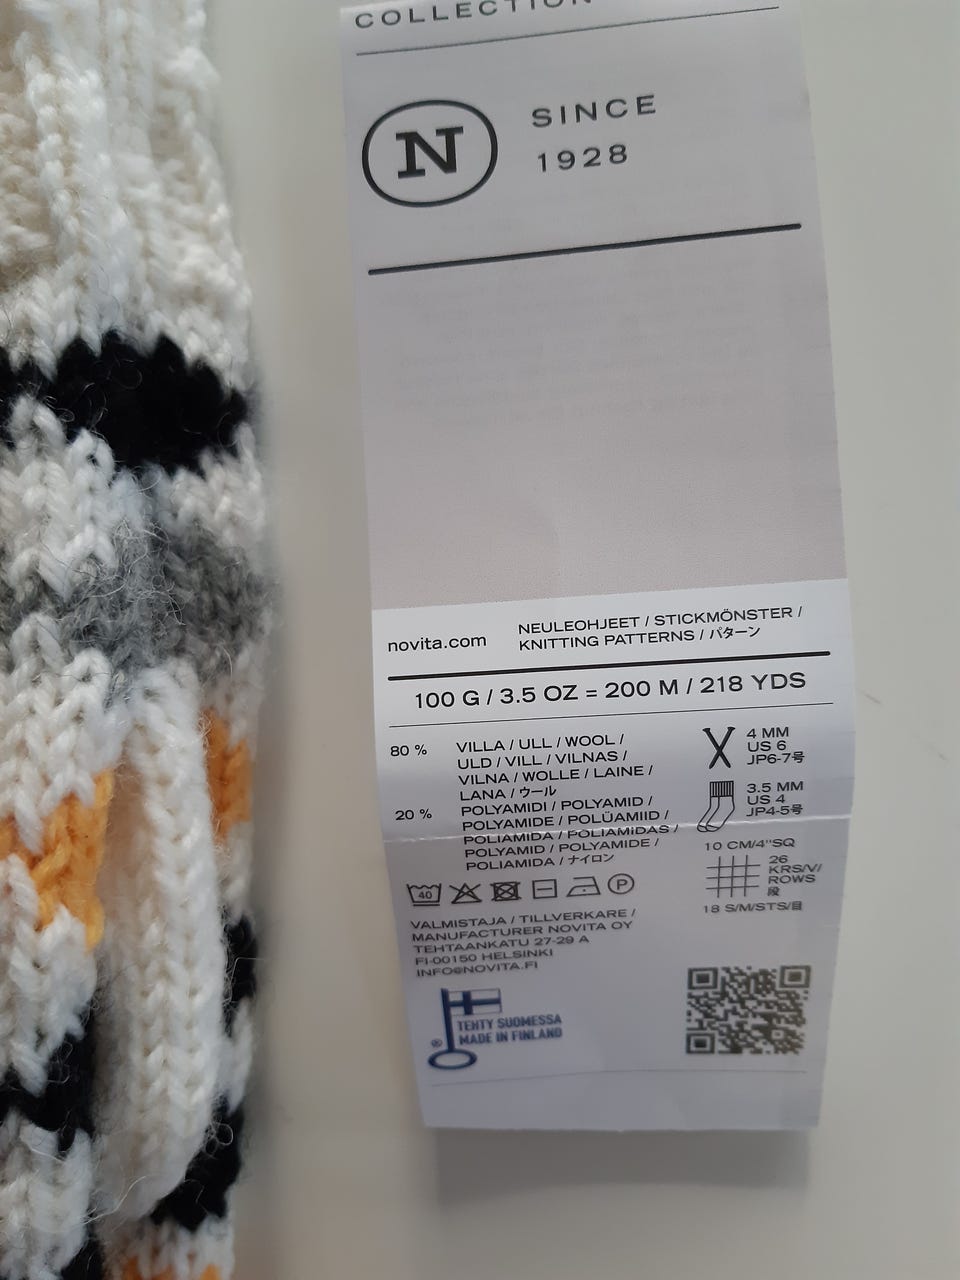 COLLECTION
N
SINCE
1928
novita.com
NEULEOHJEET / STICKMÖNSTER /
KNITTING PATTERNS / パターン
100 G / 3.5 OZ = 200 M / 218 YDS
80 %
VILLA / ULL / WOOL /
ULD / VILL / VILNAS /
VILNA / WOLLE / LAINE /
LANA / ウール
20 %
POLYAMIDI / POLYAMID /
POLYAMIDE / POLÜAMIID /
POLIAMIDA / POLIAMĪDAS /
POLYAMID / POLYAMIDE /
POLIAMIDA / ナイロン
4 MM
US 6
JP6-7号
3.5 MM
US 4
JP4-5号
10 CM/4"SQ
26
KRS/V/
ROWS
段
18 S/M/STS/目
40
P
VALMISTAJA / TILLVERKARE /
MANUFACTURER NOVITA OY
TEHTAANKATU 27-29 A
FI-00150 HELSINKI
INFO@NOVITA.FI
®
TEHTY SUOMESSA
MADE IN FINLAND